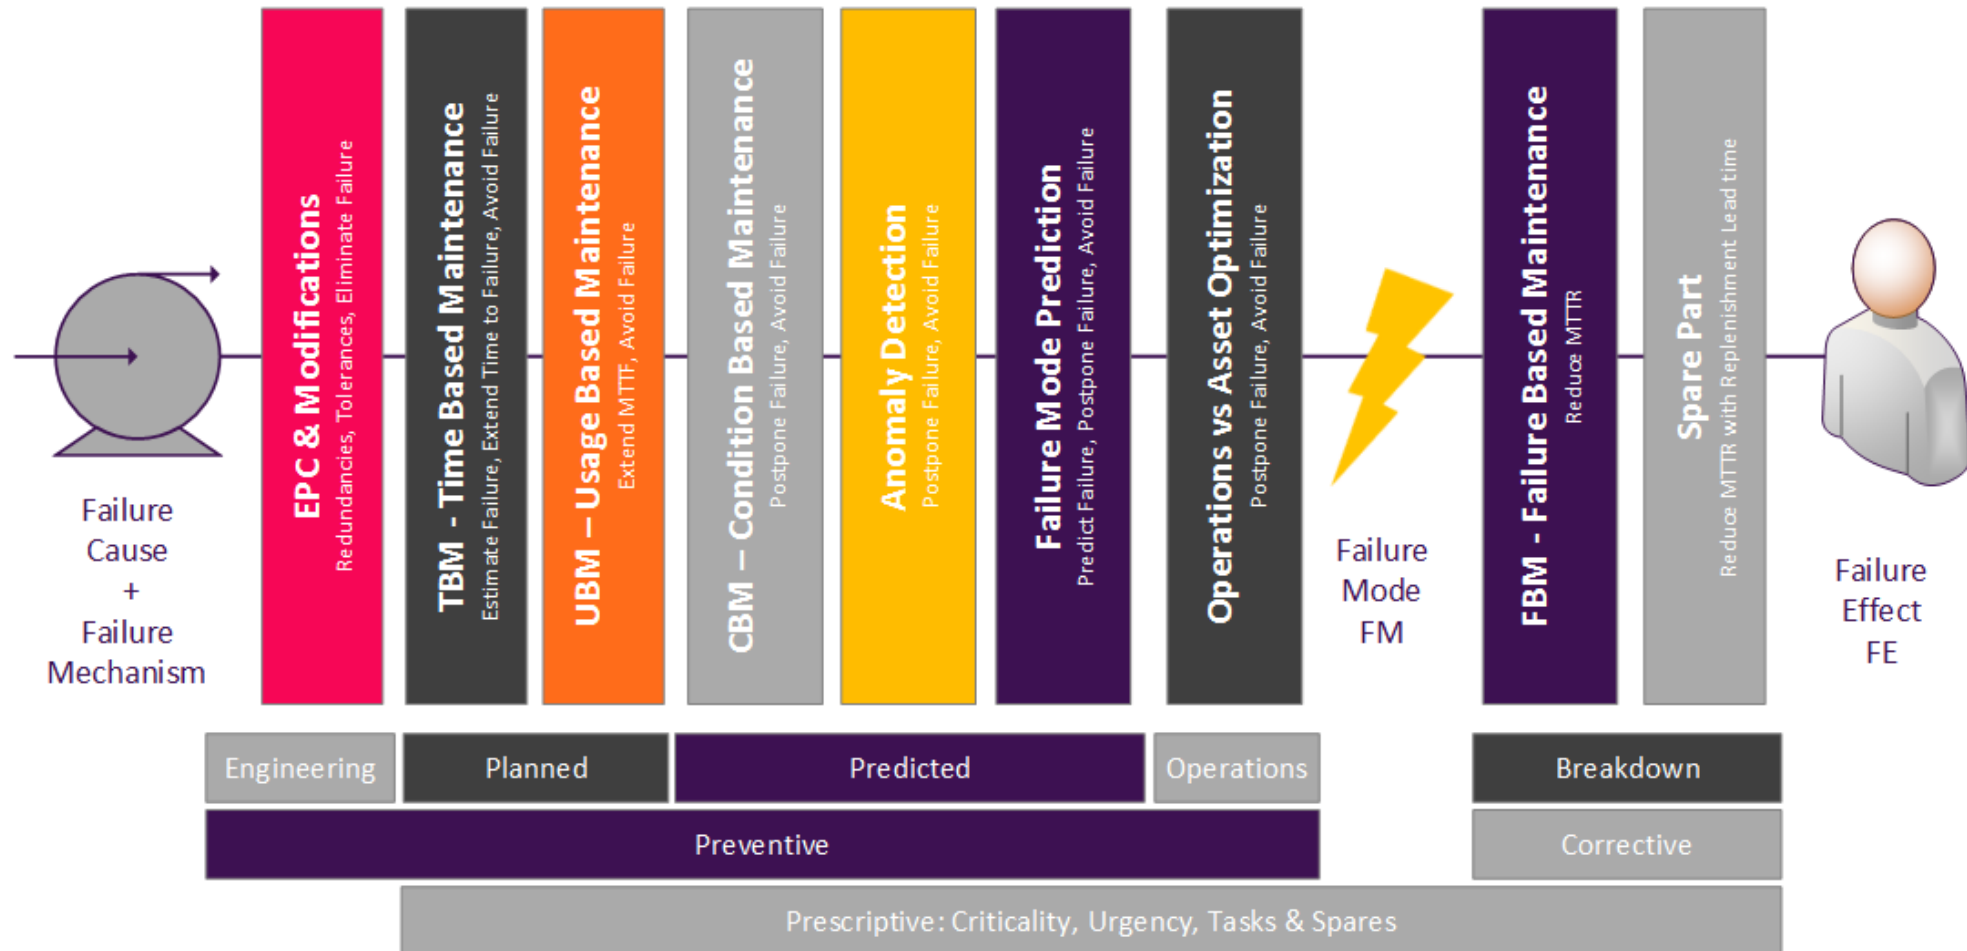 EPC & Modifications
Redundancies, Tolerances, Eliminate Failure
TBM - Time Based Maintenance
Estimate Failure, Extend Time to Failure, Avoid Failure
UBM – Usage Based Maintenance
Extend MTTF, Avoid Failure
CBM – Condition Based Maintenance
Postpone Failure, Avoid Failure
Anomaly Detection
Postpone Failure, Avoid Failure
Failure Mode Prediction
Predict Failure, Postpone Failure, Avoid Failure
Operations vs Asset Optimization
Postpone Failure, Avoid Failure
FBM - Failure Based Maintenance
Reduce MTTR
Spare Part
Reduce MTTR with Replenishment Lead time
Failure
Cause
+
Failure
Mechanism
Failure
Mode
FM
Failure
Effect
FE
Engineering
Planned
Predicted
Operations
Breakdown
Preventive
Corrective
Prescriptive: Criticality, Urgency, Tasks & Spares